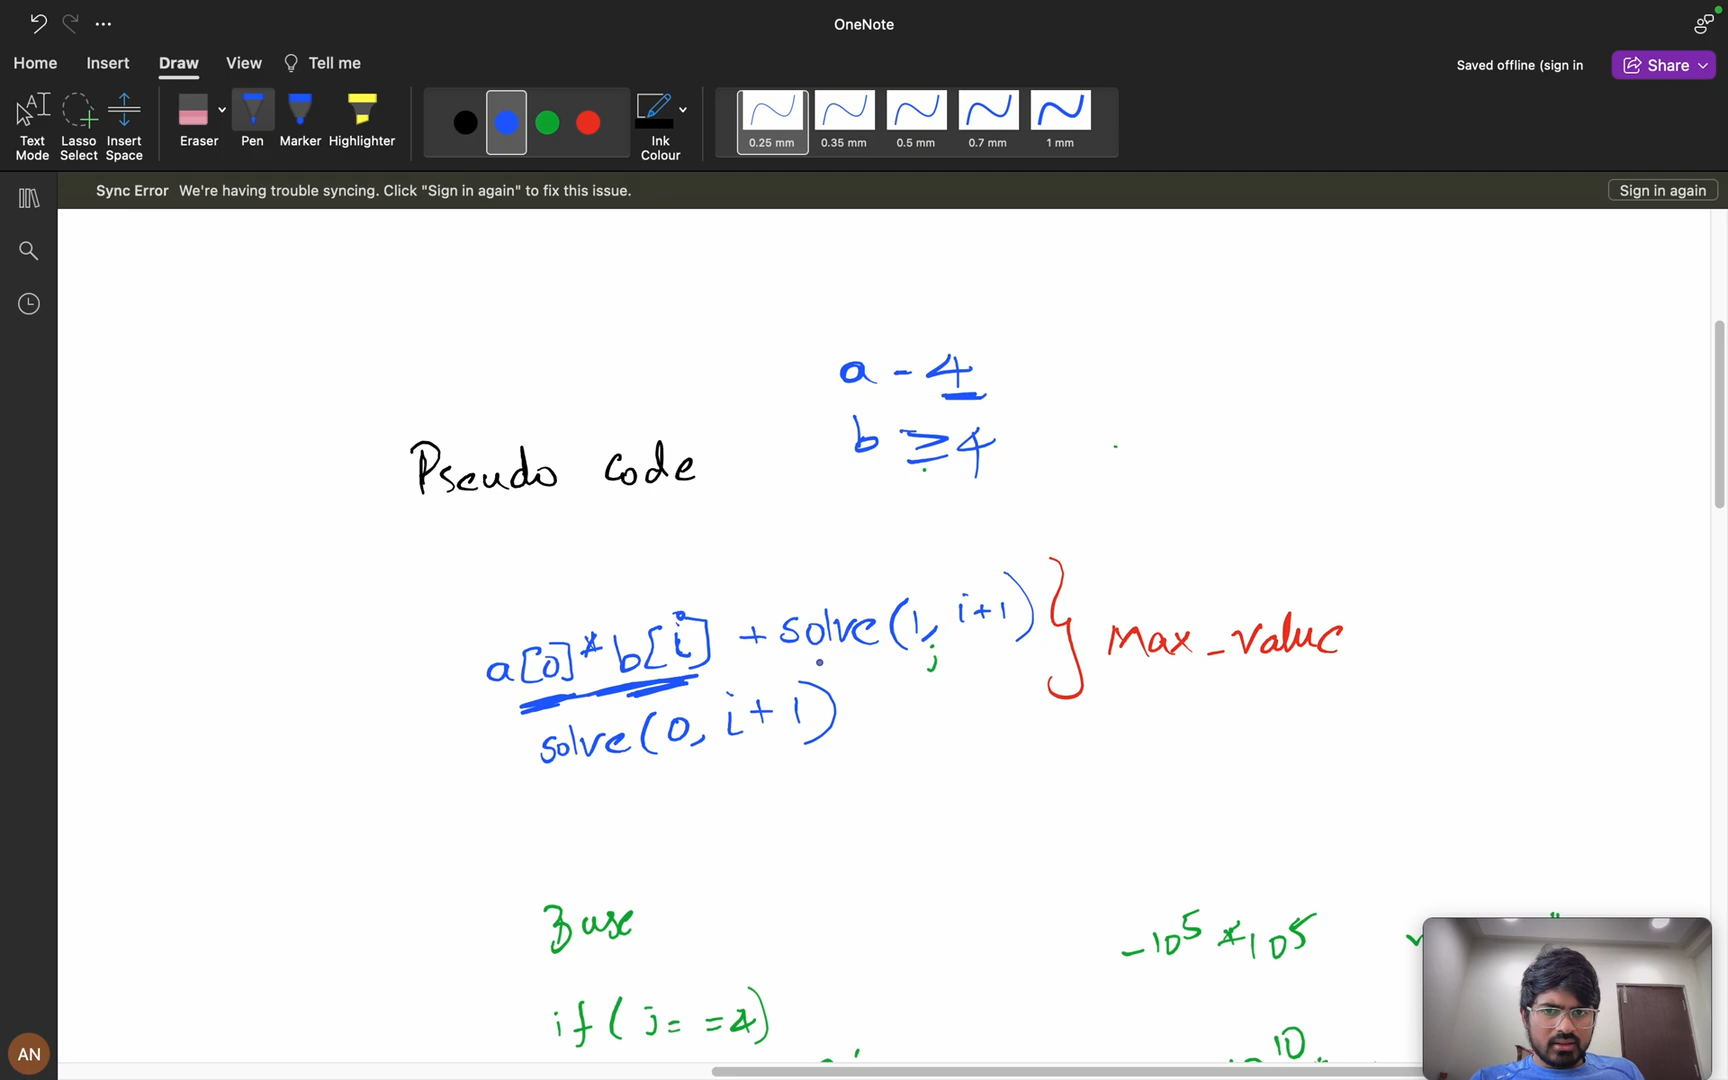 OneNote
Home Insert Draw View Tell me
Saved offline (sign in
Share
Text Mode
Lasso Select
Insert Space
Eraser
Pen
Marker
Highlighter
Ink Colour
0.25 mm
0.35 mm
0.5 mm
0.7 mm
1 mm
Sync Error We're having trouble syncing. Click "Sign in again" to fix this issue.
Sign in again
a - 4
b ≥ 4
Pseudo code
a[0] * b[i] + solve(1, i+1)
j
solve(0, i+1)
} Max_value
Base
-10^5 * 10^5
if( j = = 4)
10
AN